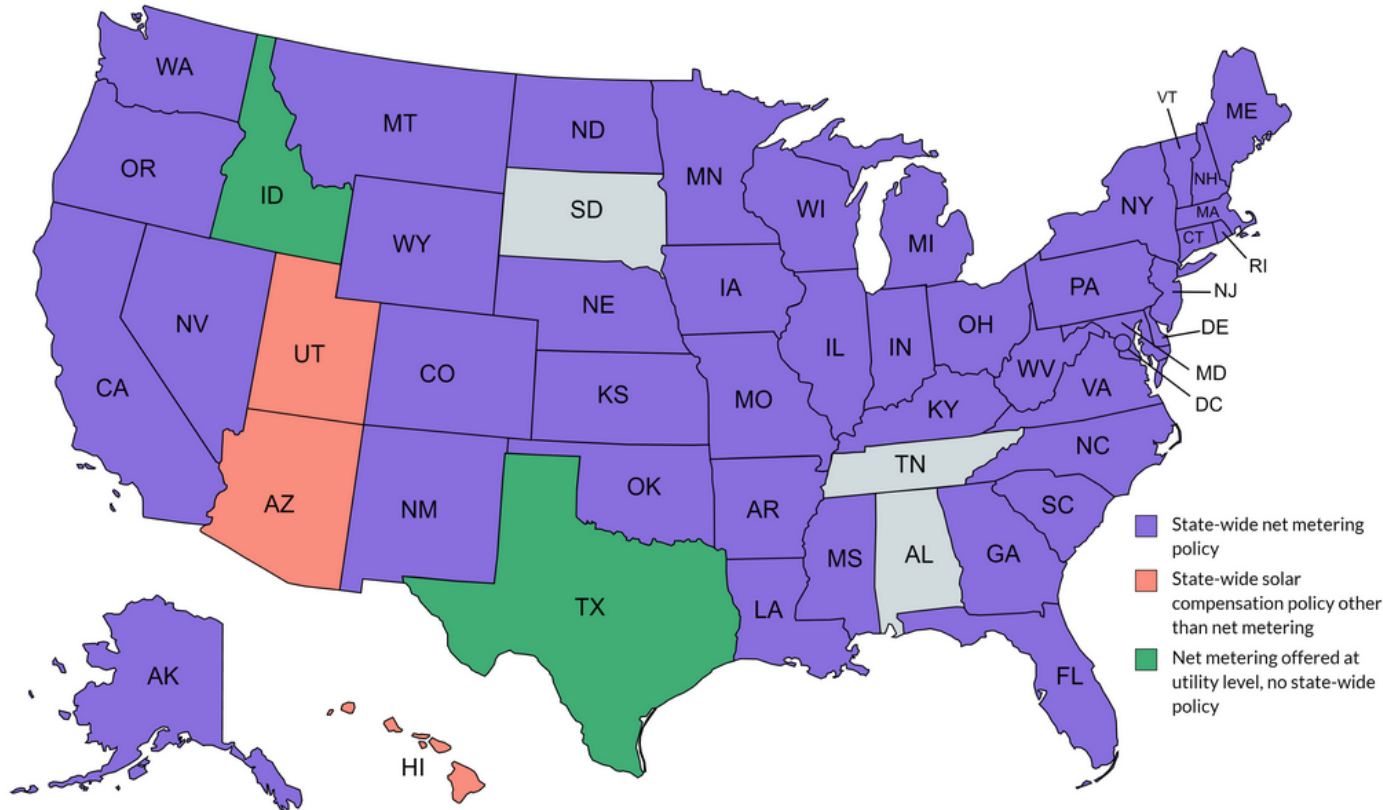 WA
MT
ND
MN
VT
ME
OR
ID
SD
WI
NH
NY
MA
WY
MI
CT
RI
IA
PA
NJ
NE
OH
NV
DE
UT
IL
IN
CO
WV
MD
CA
KS
MO
VA
DC
KY
NC
TN
OK
AZ
NM
AR
SC
MS
AL
GA
LA
TX
FL
AK
HI
State-wide net metering
policy
State-wide solar
compensation policy other
than net metering
Net metering offered at
utility level, no state-wide
policy